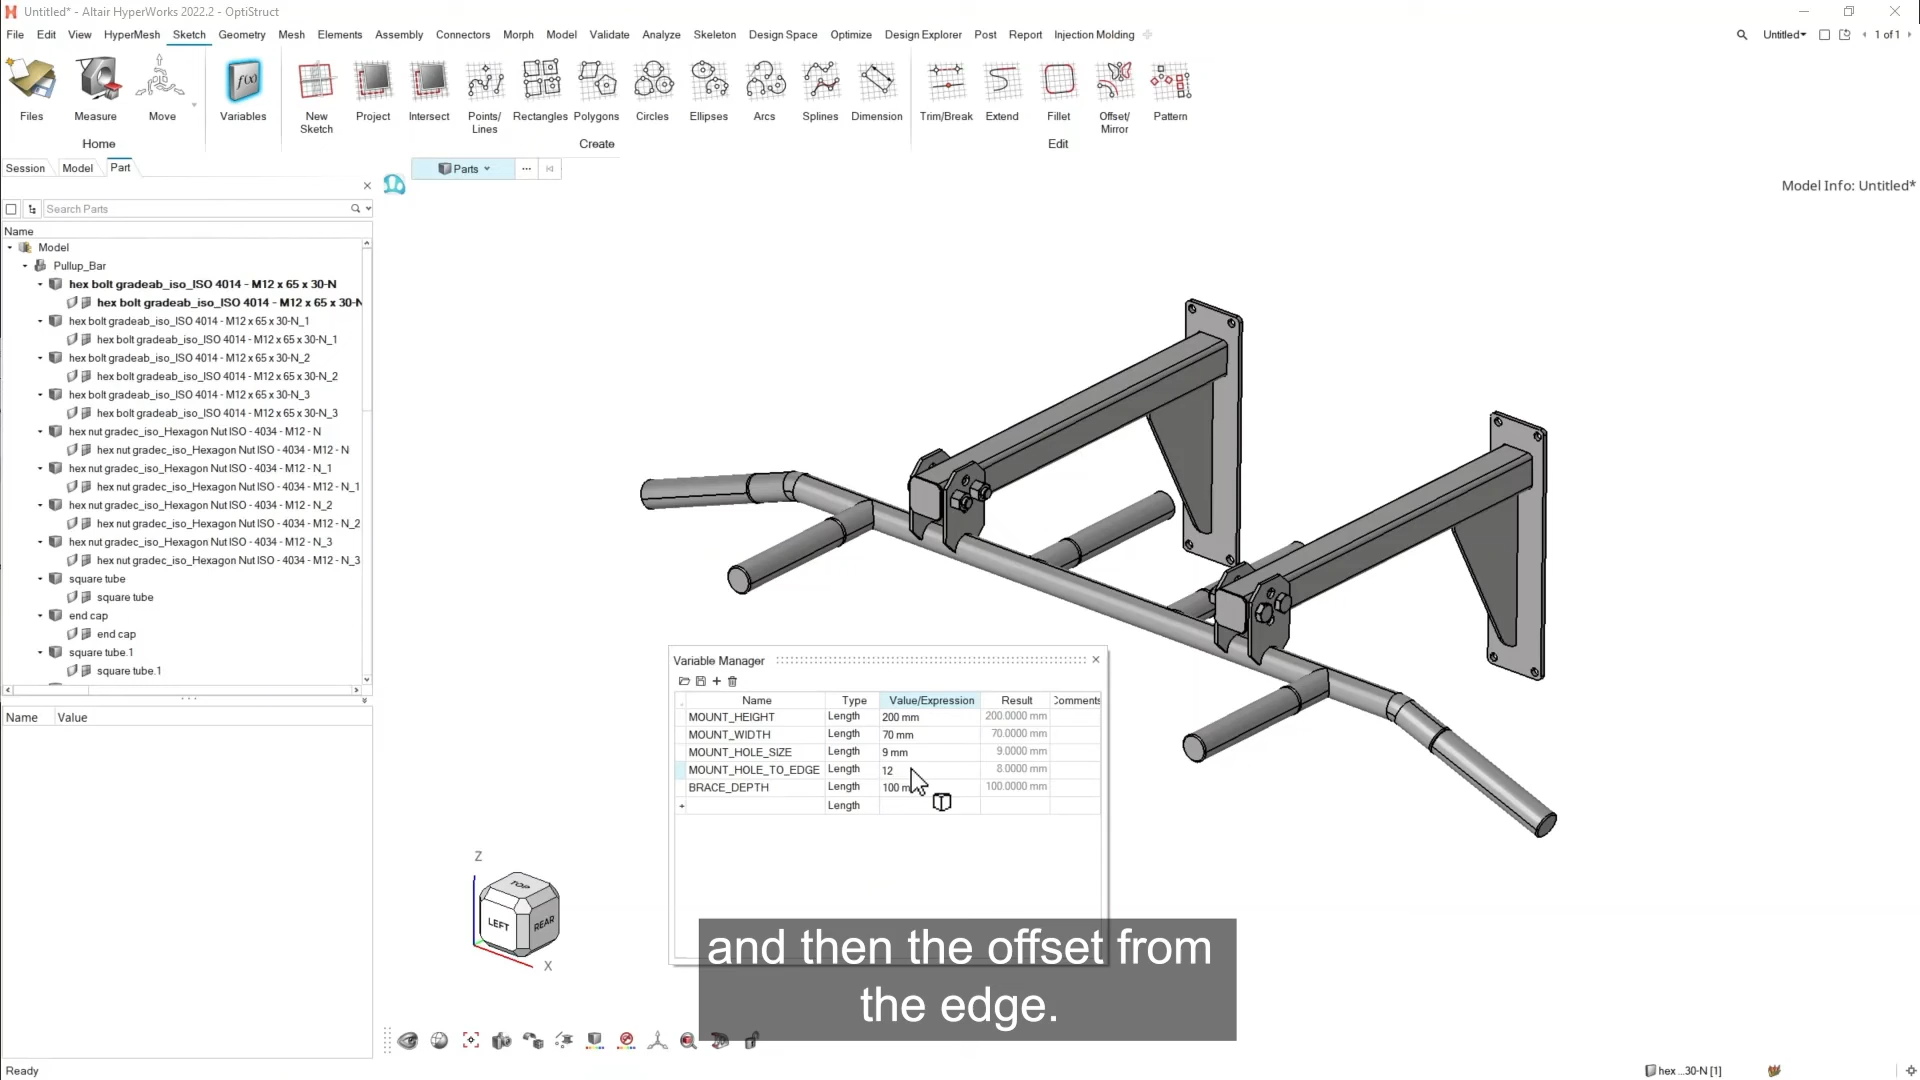 Untitled* - Altair HyperWorks 2022.2 - OptiStruct
File Edit View HyperMesh Sketch Geometry Mesh Elements Assembly Connectors Morph Model Validate Analyze Skeleton Design Space Optimize Design Explorer Post Report Injection Molding
Untitled 1 of 1
f(x)
Files Measure Move Variables New Sketch Project Intersect Points/ Lines Rectangles Polygons Circles Ellipses Arcs Splines Dimension Trim/Break Extend Fillet Offset/ Mirror Pattern
Home Create Edit
Session Model Part
Parts
Model Info: Untitled*
Search Parts
Name
Model
Pullup_Bar
hex bolt gradeab_iso_ISO 4014 - M12 x 65 x 30-N
hex bolt gradeab_iso_ISO 4014 - M12 x 65 x 30-N
hex bolt gradeab_iso_ISO 4014 - M12 x 65 x 30-N_1
hex bolt gradeab_iso_ISO 4014 - M12 x 65 x 30-N_1
hex bolt gradeab_iso_ISO 4014 - M12 x 65 x 30-N_2
hex bolt gradeab_iso_ISO 4014 - M12 x 65 x 30-N_2
hex bolt gradeab_iso_ISO 4014 - M12 x 65 x 30-N_3
hex bolt gradeab_iso_ISO 4014 - M12 x 65 x 30-N_3
hex nut gradec_iso_Hexagon Nut ISO - 4034 - M12 - N
hex nut gradec_iso_Hexagon Nut ISO - 4034 - M12 - N
hex nut gradec_iso_Hexagon Nut ISO - 4034 - M12 - N_1
hex nut gradec_iso_Hexagon Nut ISO - 4034 - M12 - N_1
hex nut gradec_iso_Hexagon Nut ISO - 4034 - M12 - N_2
hex nut gradec_iso_Hexagon Nut ISO - 4034 - M12 - N_2
hex nut gradec_iso_Hexagon Nut ISO - 4034 - M12 - N_3
hex nut gradec_iso_Hexagon Nut ISO - 4034 - M12 - N_3
square tube
square tube
end cap
end cap
square tube.1
square tube.1
Name Value
Variable Manager
Name Type Value/Expression Result Comments
MOUNT_HEIGHT Length 200 mm 200.0000 mm
MOUNT_WIDTH Length 70 mm 70.0000 mm
MOUNT_HOLE_SIZE Length 9 mm 9.0000 mm
MOUNT_HOLE_TO_EDGE Length 12 8.0000 mm
BRACE_DEPTH Length 100 m 100.0000 mm
Length
Z
TOP
LEFT REAR
X
and then the offset from
the edge.
Ready
hex ...30-N [1]